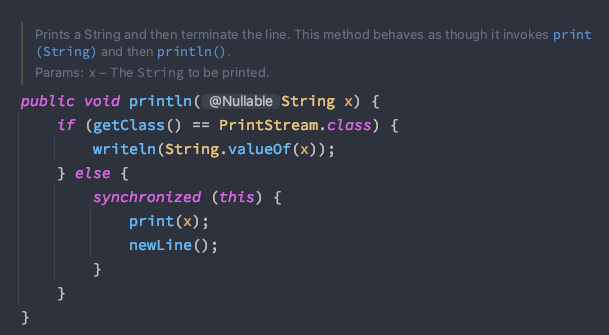 Prints a String and then terminate the line. This method behaves as though it invokes print
(String) and then println().
Params: x – The String to be printed.
public void println( @Nullable String x) {
    if (getClass() == PrintStream.class) {
        writeln(String.valueOf(x));
    } else {
        synchronized (this) {
            print(x);
            newLine();
        }
    }
}